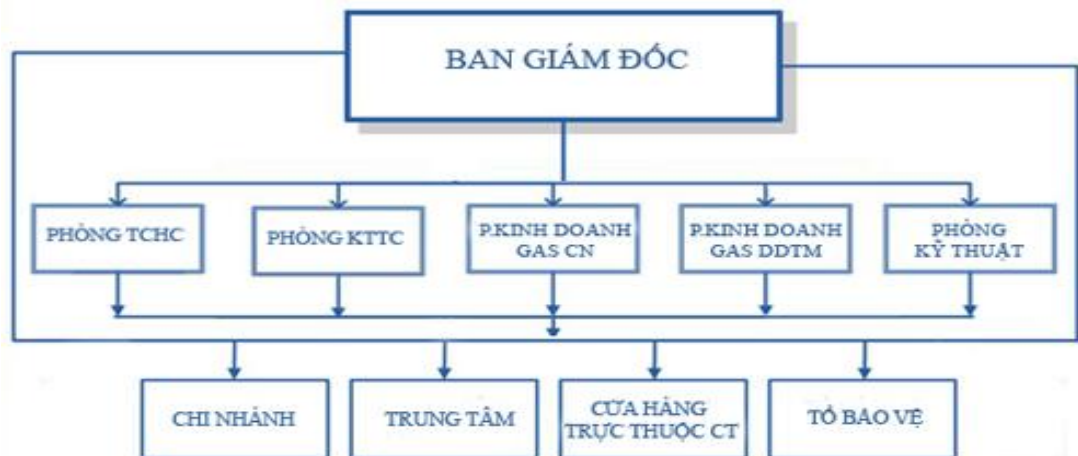 BAN GIÁM ĐỐC
PHÒNG TCHC
PHÒNG KTTC
P.KINH DOANH
GAS CN
P.KINH DOANH
GAS DDTM
PHÒNG
KỸ THUẬT
CHI NHÁNH
TRUNG TÂM
CỬA HÀNG
TRỰC THUỘC CT
TỔ BẢO VỆ